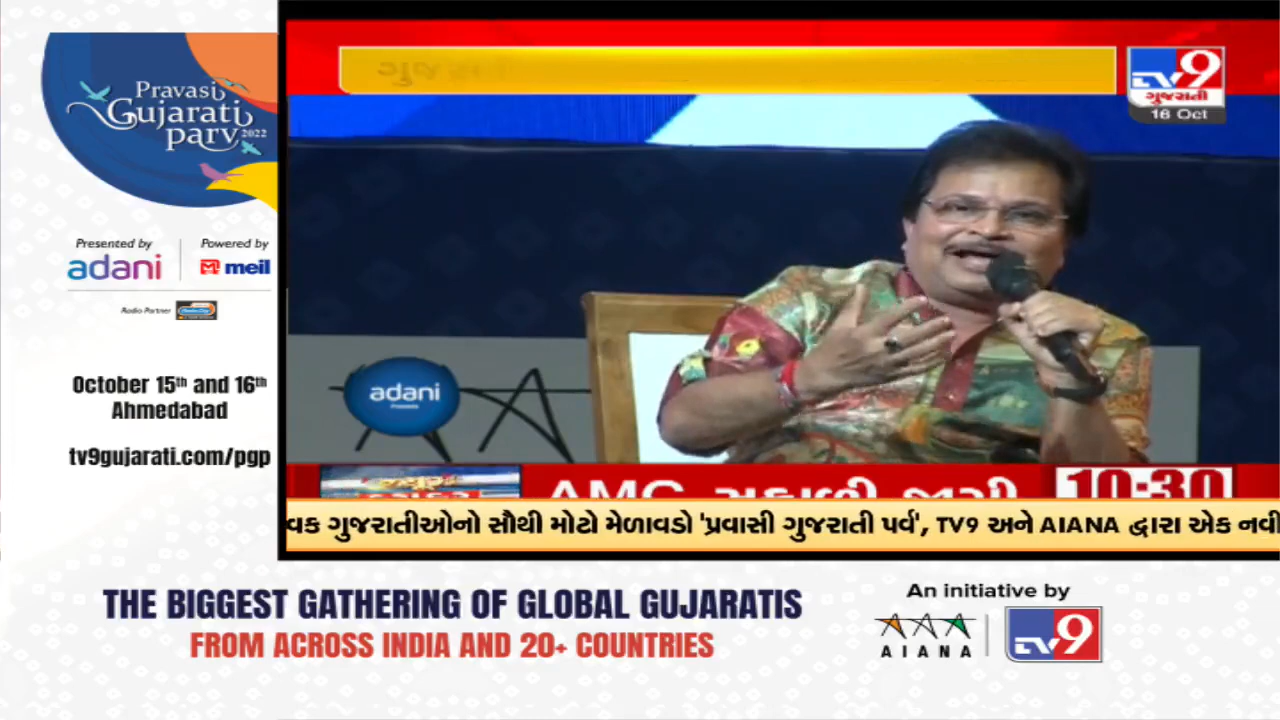 Pravasi
Gujarati
parv 2022
Presented by
adani
Powered by
meil
Radio Partner
October 15th and 16th
Ahmedabad
tv9gujarati.com/pgp
TV9
ગુજરાતી
16 Oct
adani
10:30
વક ગુજરાતીઓનો સૌથી મોટો મેળાવડો 'પ્રવાસી ગુજરાતી પર્વ', TV9 અને AIANA દ્વારા એક નવી
THE BIGGEST GATHERING OF GLOBAL GUJARATIS
FROM ACROSS INDIA AND 20+ COUNTRIES
An initiative by
AIANA
TV9